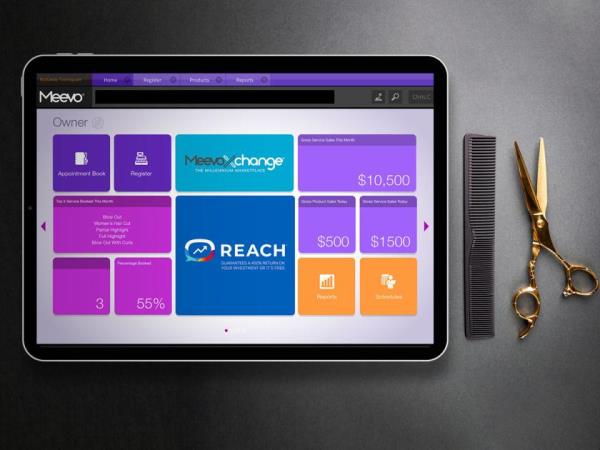 Home
Register
Products
Reports
Meevo
Chris C
Owner
Appointment Book
Register
MeevoXchange
THE MILLENNIUM MARKETPLACE
Gross Service Sales This Month
$10,500
Top 5 Service Booked This Month
Blow Out
Women's Hair Cut
Partial Highlight
Full Highlight
Blow Out With Curls
REACH
GUARANTEES A 400% RETURN ON
YOUR INVESTMENT OR IT'S FREE.
Gross Product Sales Today
$500
Gross Service Sales Today
$1500
3
Percentage Booked
55%
Reports
Schedules